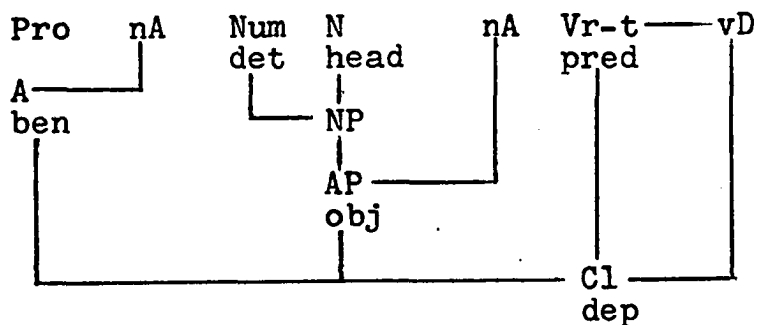 Pro nA Num N nA Vr-t vD
det head pred
A
ben NP
AP
obj
Cl
dep